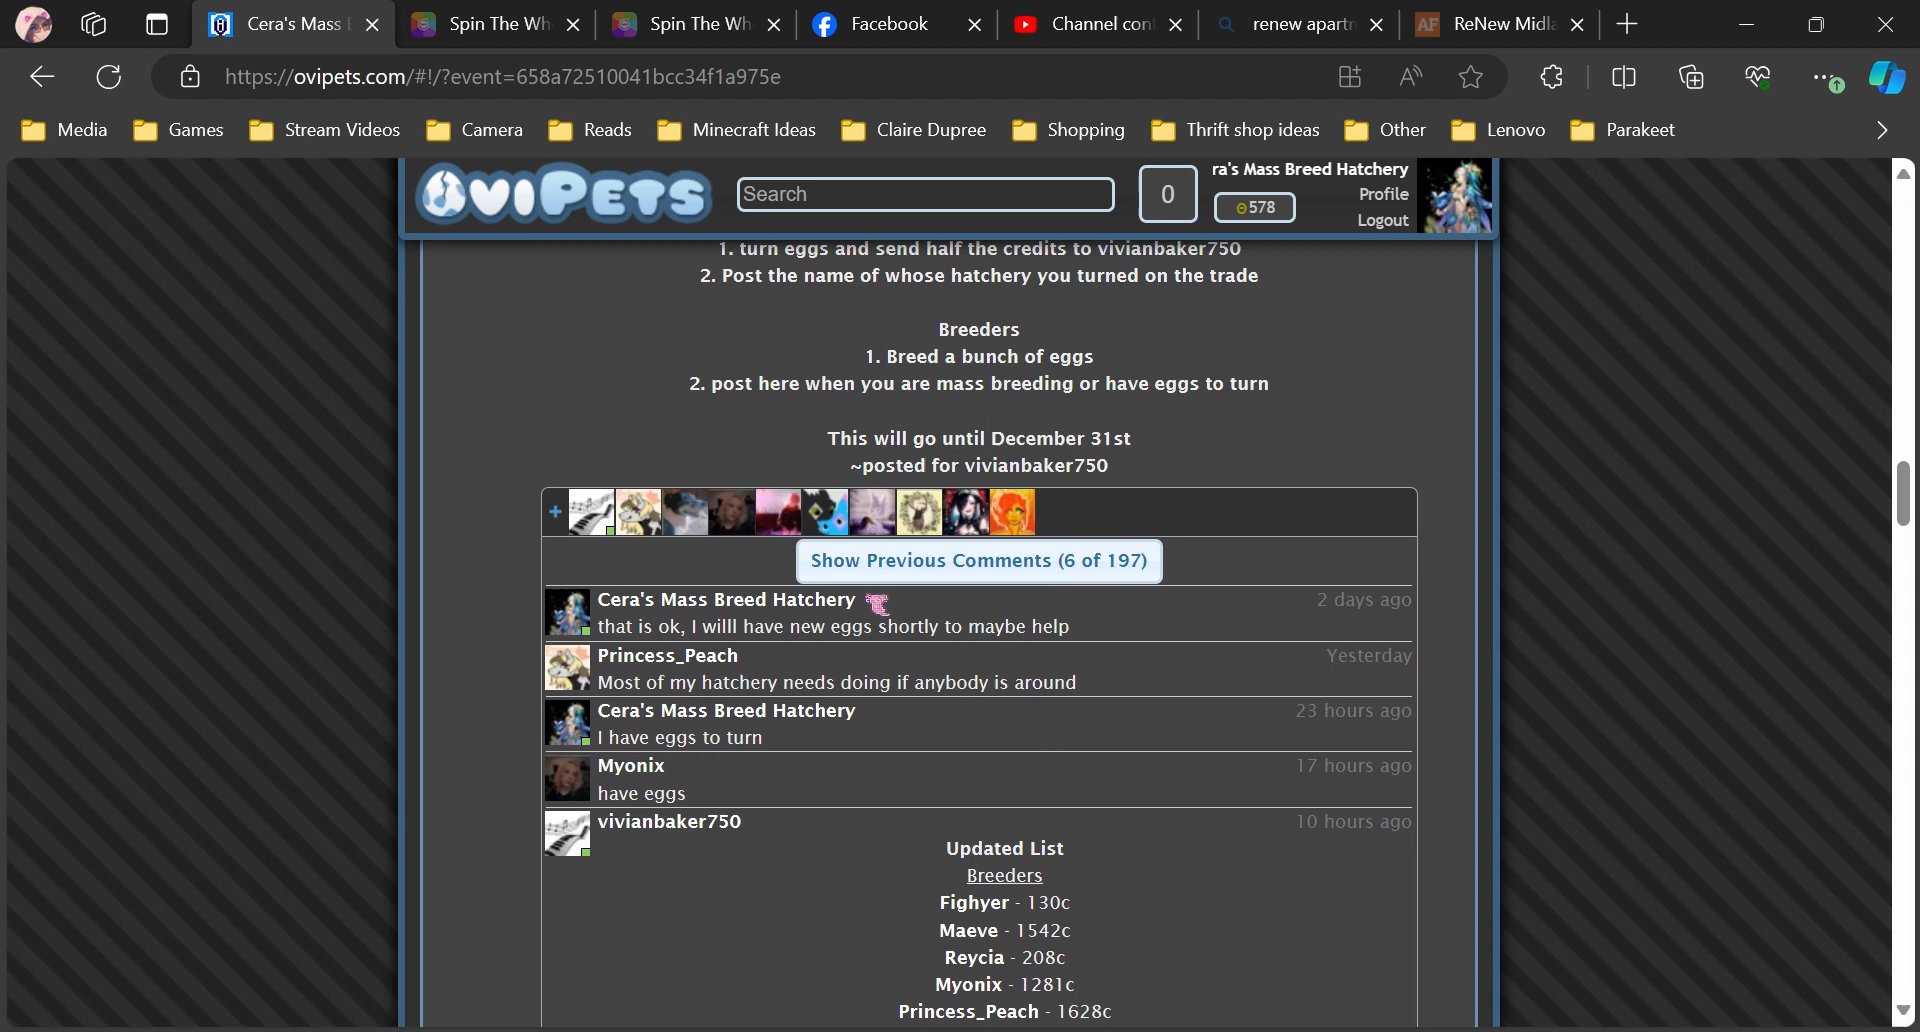 Cera's Mass B
Spin The Wh
Spin The Wh
Facebook
Channel con
renew apartm
AF
ReNew Midla
https://ovipets.com/#!/?event=658a72510041bcc34f1a975e
Media
Games
Stream Videos
Camera
Reads
Minecraft Ideas
Claire Dupree
Shopping
Thrift shop ideas
Other
Lenovo
Parakeet
OviPets
Search
0
ra's Mass Breed Hatchery
578
Profile
Logout
1. turn eggs and send half the credits to vivianbaker750
2. Post the name of whose hatchery you turned on the trade
Breeders
1. Breed a bunch of eggs
2. post here when you are mass breeding or have eggs to turn
This will go until December 31st
~posted for vivianbaker750
+
Show Previous Comments (6 of 197)
Cera's Mass Breed Hatchery
2 days ago
that is ok, I willl have new eggs shortly to maybe help
Princess_Peach
Yesterday
Most of my hatchery needs doing if anybody is around
Cera's Mass Breed Hatchery
23 hours ago
I have eggs to turn
Myonix
17 hours ago
have eggs
vivianbaker750
10 hours ago
Updated List
Breeders
Fighyer - 130c
Maeve - 1542c
Reycia - 208c
Myonix - 1281c
Princess_Peach - 1628c